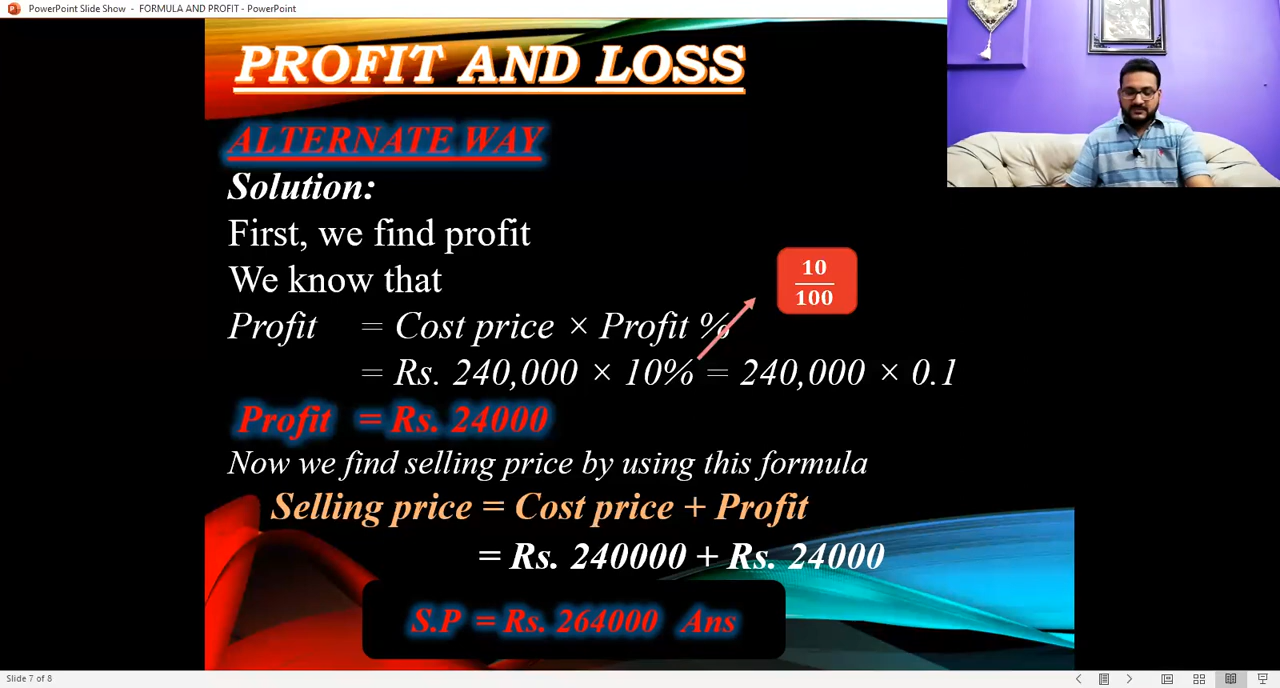 PowerPoint Slide Show - FORMULA AND PROFIT - PowerPoint
PROFIT AND LOSS
ALTERNATE WAY
Solution:
First, we find profit
We know that
10
100
Profit = Cost price × Profit %
= Rs. 240,000 × 10% = 240,000 × 0.1
Profit = Rs. 24000
Now we find selling price by using this formula
Selling price = Cost price + Profit
= Rs. 240000 + Rs. 24000
S.P = Rs. 264000 Ans
Slide 7 of 8